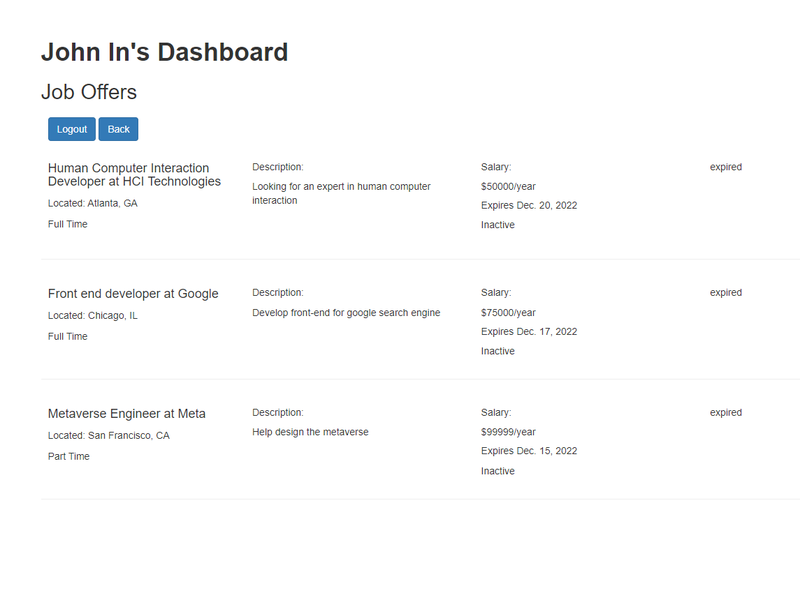 John In's Dashboard
Job Offers
Logout Back
Human Computer Interaction
Developer at HCI Technologies
Located: Atlanta, GA
Full Time
Description:
Looking for an expert in human computer
interaction
Salary:
$50000/year
Expires Dec. 20, 2022
Inactive
expired
Front end developer at Google
Located: Chicago, IL
Full Time
Description:
Develop front-end for google search engine
Salary:
$75000/year
Expires Dec. 17, 2022
Inactive
expired
Metaverse Engineer at Meta
Located: San Francisco, CA
Part Time
Description:
Help design the metaverse
Salary:
$99999/year
Expires Dec. 15, 2022
Inactive
expired